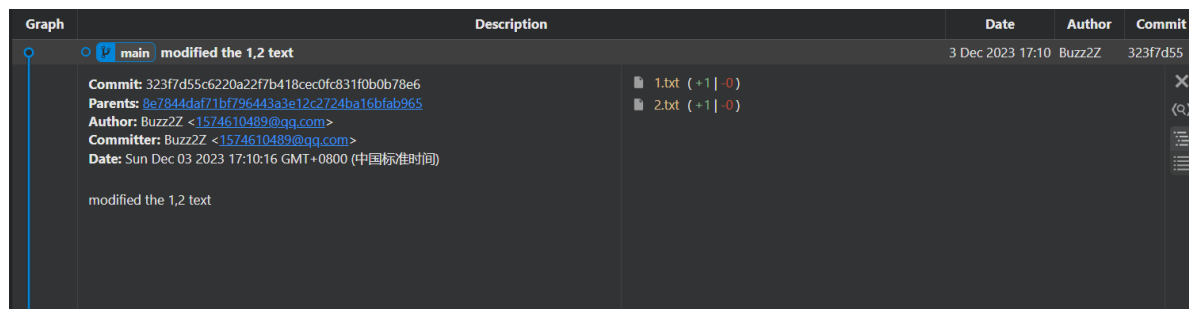 Graph Description Date Author Commit
main modified the 1,2 text 3 Dec 2023 17:10 Buzz2Z 323f7d55
Commit: 323f7d55c6220a22f7b418cec0fc831f0b0b78e6
Parents: 8e7844daf71bf796443a3e12c2724ba16bfab965
Author: Buzz2Z <1574610489@qq.com>
Committer: Buzz2Z <1574610489@qq.com>
Date: Sun Dec 03 2023 17:10:16 GMT+0800 (中国标准时间)
modified the 1,2 text
1.txt (+1|-0)
2.txt (+1|-0)